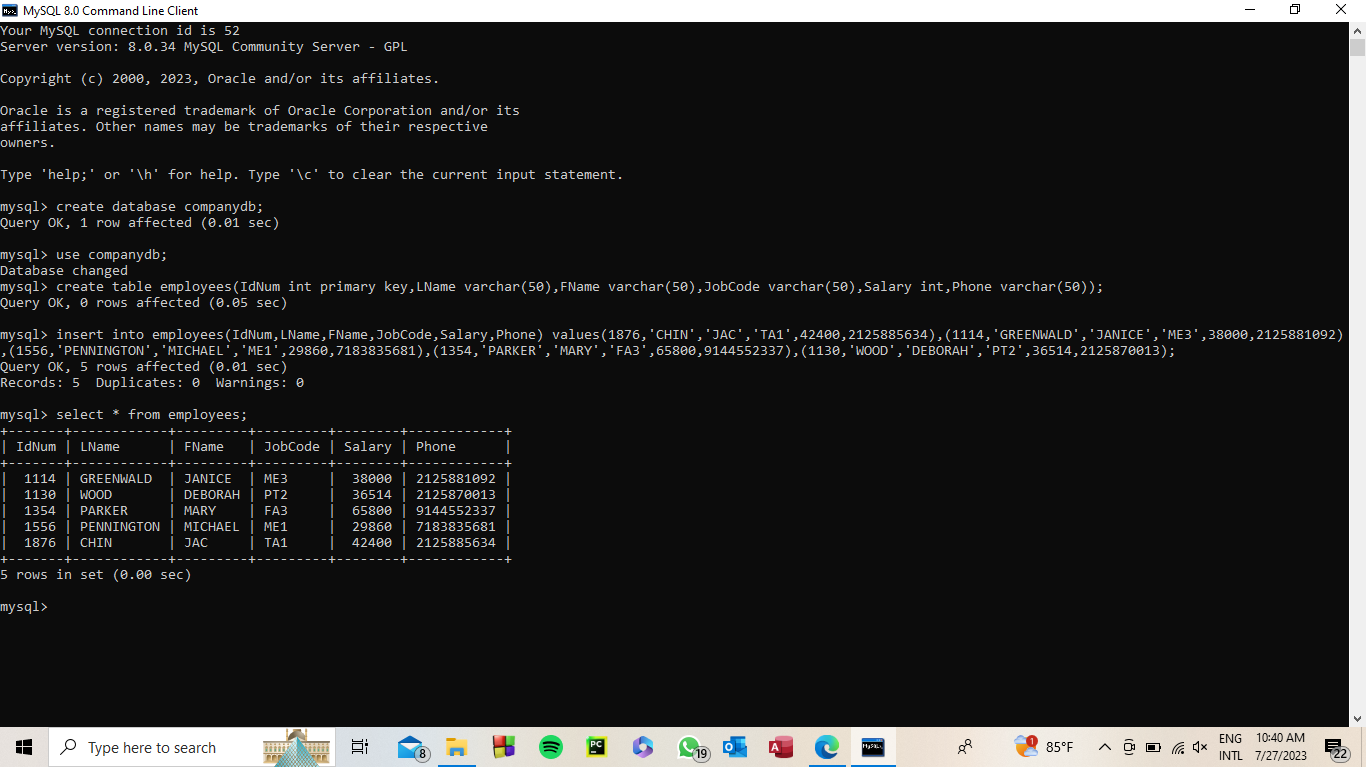 MySQL 8.0 Command Line Client
Your MySQL connection id is 52
Server version: 8.0.34 MySQL Community Server - GPL
Copyright (c) 2000, 2023, Oracle and/or its affiliates.
Oracle is a registered trademark of Oracle Corporation and/or its
affiliates. Other names may be trademarks of their respective
owners.
Type 'help;' or '\h' for help. Type '\c' to clear the current input statement.
mysql> create database companydb;
Query OK, 1 row affected (0.01 sec)
mysql> use companydb;
Database changed
mysql> create table employees(IdNum int primary key,LName varchar(50),FName varchar(50),JobCode varchar(50),Salary int,Phone varchar(50));
Query OK, 0 rows affected (0.05 sec)
mysql> insert into employees(IdNum,LName,FName,JobCode,Salary,Phone) values(1876,'CHIN','JAC','TA1',42400,2125885634),(1114,'GREENWALD','JANICE','ME3',38000,2125881092)
,(1556,'PENNINGTON','MICHAEL','ME1',29860,7183835681),(1354,'PARKER','MARY','FA3',65800,9144552337),(1130,'WOOD','DEBORAH','PT2',36514,2125870013);
Query OK, 5 rows affected (0.01 sec)
Records: 5  Duplicates: 0  Warnings: 0
mysql> select * from employees;
+-------+------------+---------+---------+--------+------------+
| IdNum | LName      | FName   | JobCode | Salary | Phone      |
+-------+------------+---------+---------+--------+------------+
|  1114 | GREENWALD  | JANICE  | ME3     |  38000 | 2125881092 |
|  1130 | WOOD       | DEBORAH | PT2     |  36514 | 2125870013 |
|  1354 | PARKER     | MARY    | FA3     |  65800 | 9144552337 |
|  1556 | PENNINGTON | MICHAEL | ME1     |  29860 | 7183835681 |
|  1876 | CHIN       | JAC     | TA1     |  42400 | 2125885634 |
+-------+------------+---------+---------+--------+------------+
5 rows in set (0.00 sec)
mysql>
Type here to search
8
PC
19
A
MySQL
1
85°F
ENG
INTL
10:40 AM
7/27/2023
22